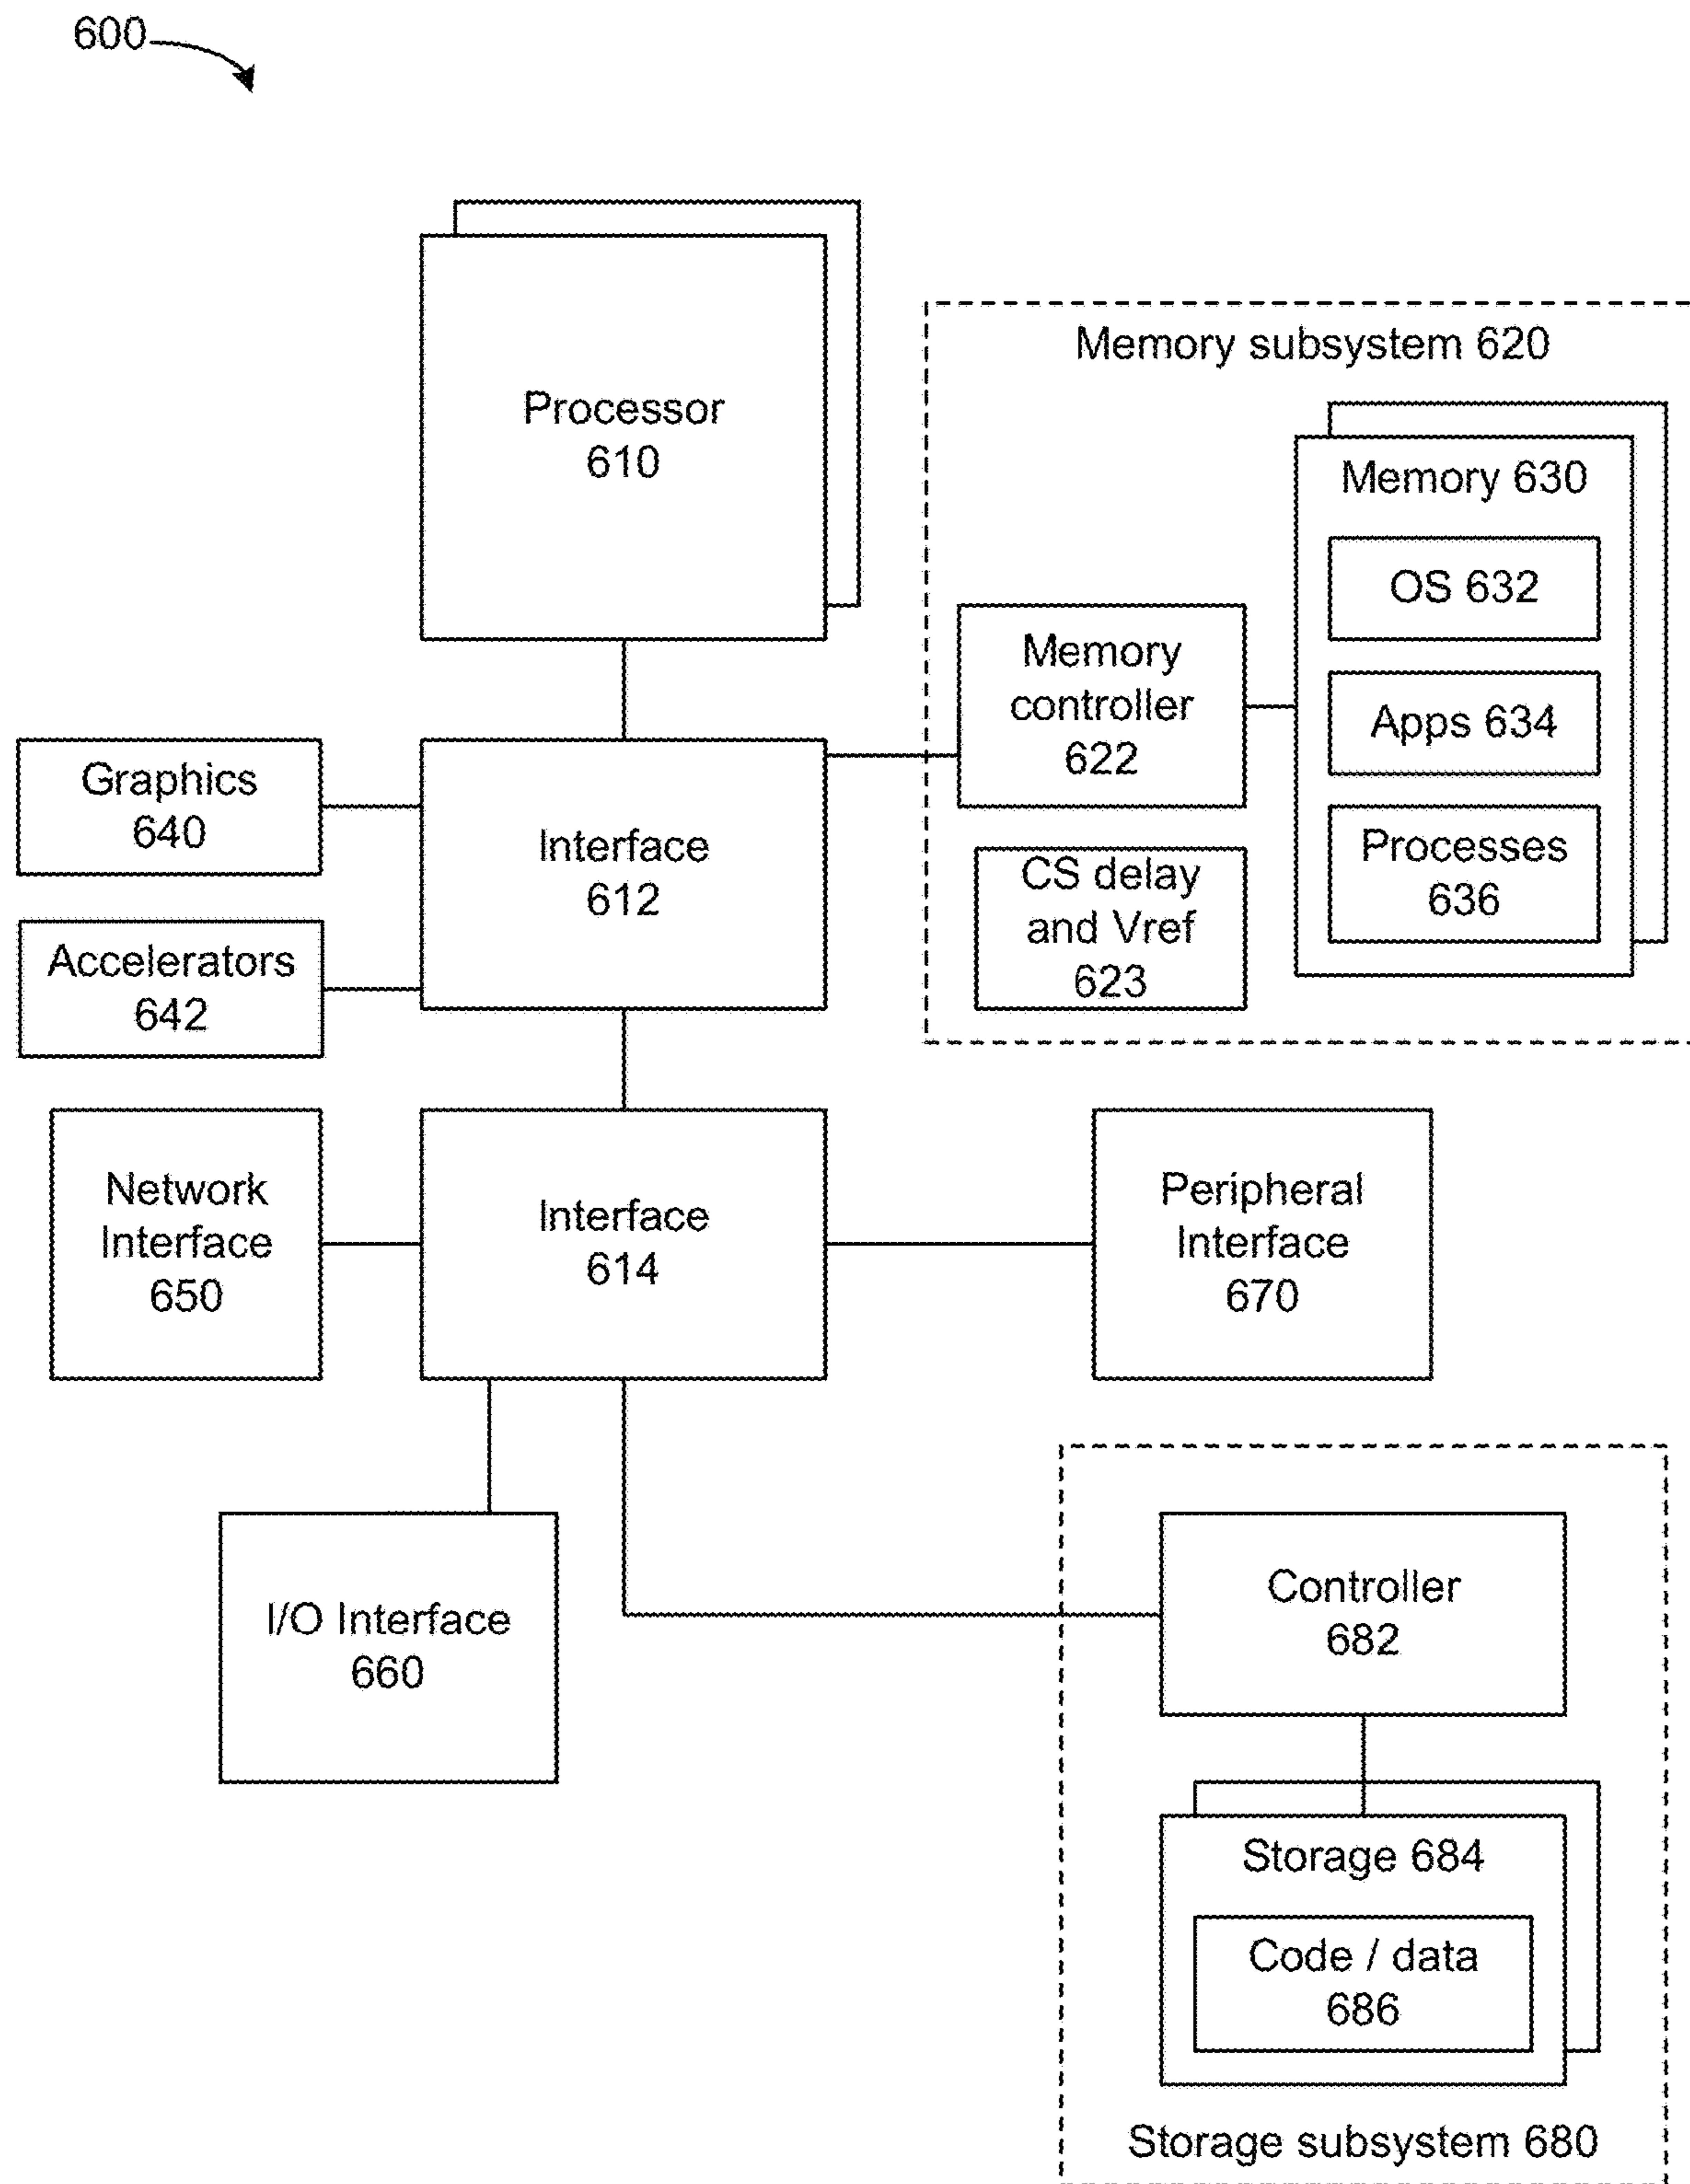 600
Processor
610
Memory subsystem 620
Memory 630
OS 632
Apps 634
Processes
636
Memory
controller
622
CS delay
and Vref
623
Graphics
640
Accelerators
642
Interface
612
Network
Interface
650
Interface
614
Peripheral
Interface
670
I/O Interface
660
Controller
682
Storage 684
Code / data
686
Storage subsystem 680